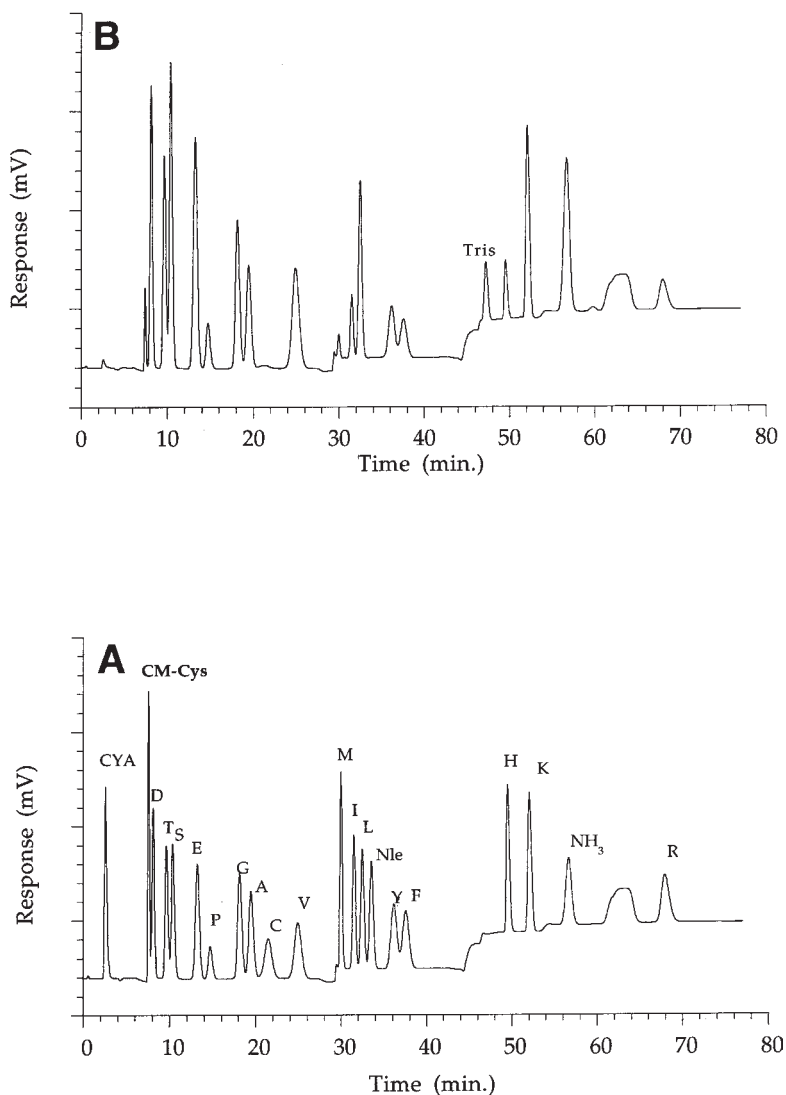 B
Response (mV)
Tris
0 10 20 30 40 50 60 70 80
Time (min.)
A
CM-Cys
CYA
D
T
S
E
P
G
A
C
V
M
I
L
Nle
Y
F
H
K
NH3
R
Response (mV)
0 10 20 30 40 50 60 70 80
Time (min.)